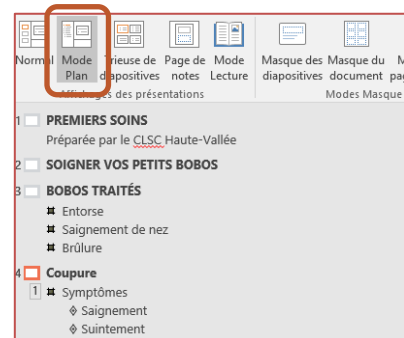 Normal Mode Trieuse de Page de Mode Masque des Masque du
Plan diapositives notes Lecture diapositives document
Affichages des présentations Modes Masque
1 PREMIERS SOINS
Préparée par le CLSC Haute-Vallée
2 SOIGNER VOS PETITS BOBOS
3 BOBOS TRAITÉS
Entorse
Saignement de nez
Brûlure
4 Coupure
1 Symptômes
Saignement
Suintement